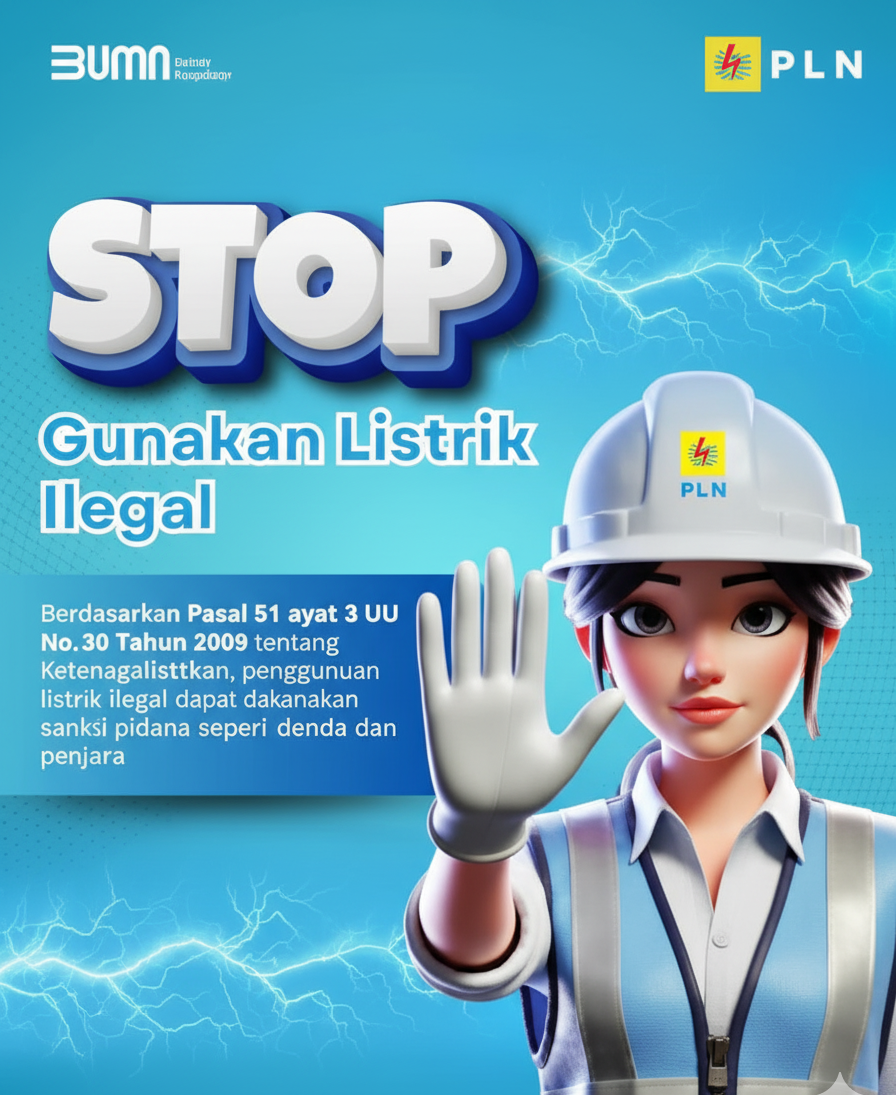 BUMN
PLN
STOP
Gunakan Listrik
Ilegal
PLN
Berdasarkan Pasal 51 ayat 3 UU
No.30 Tahun 2009 tentang
Ketenagalisttkan, penggunuan
listrik ilegal dapat dakanakan
sanksi pidana seperi denda dan
penjara